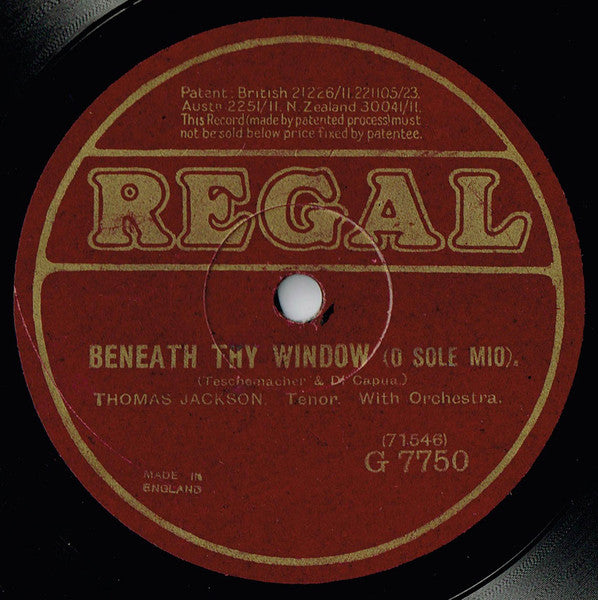 Patent: British 21226/11.221105/23.
Austn 2251/11. N. Zealand 30041/11.
This Record (made by patented process) must
not be sold below price fixed by patentee.
REGAL
BENEATH THY WINDOW (O SOLE MIO).
(Teschomacher & Di Capua.)
THOMAS JACKSON. Tenor. With Orchestra.
(71546)
G 7750
MADE IN
ENGLAND